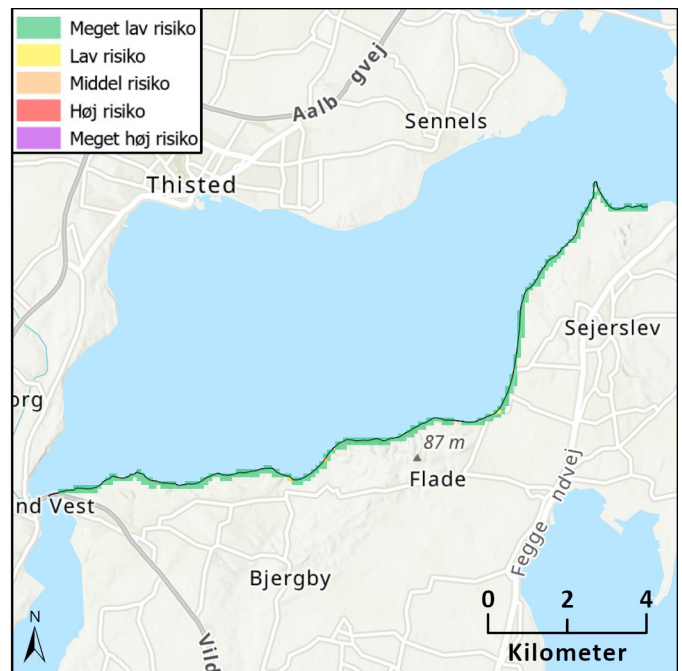 Meget lav risiko
Lav risiko
Middel risiko
Høj risiko
Meget høj risiko
Aalb gvej
Sennels
Thisted
Sejerslev
org
87 m
Flade
nd Vest
Fegge ndvej
Bjergby
Vild
N
0 2 4
Kilometer